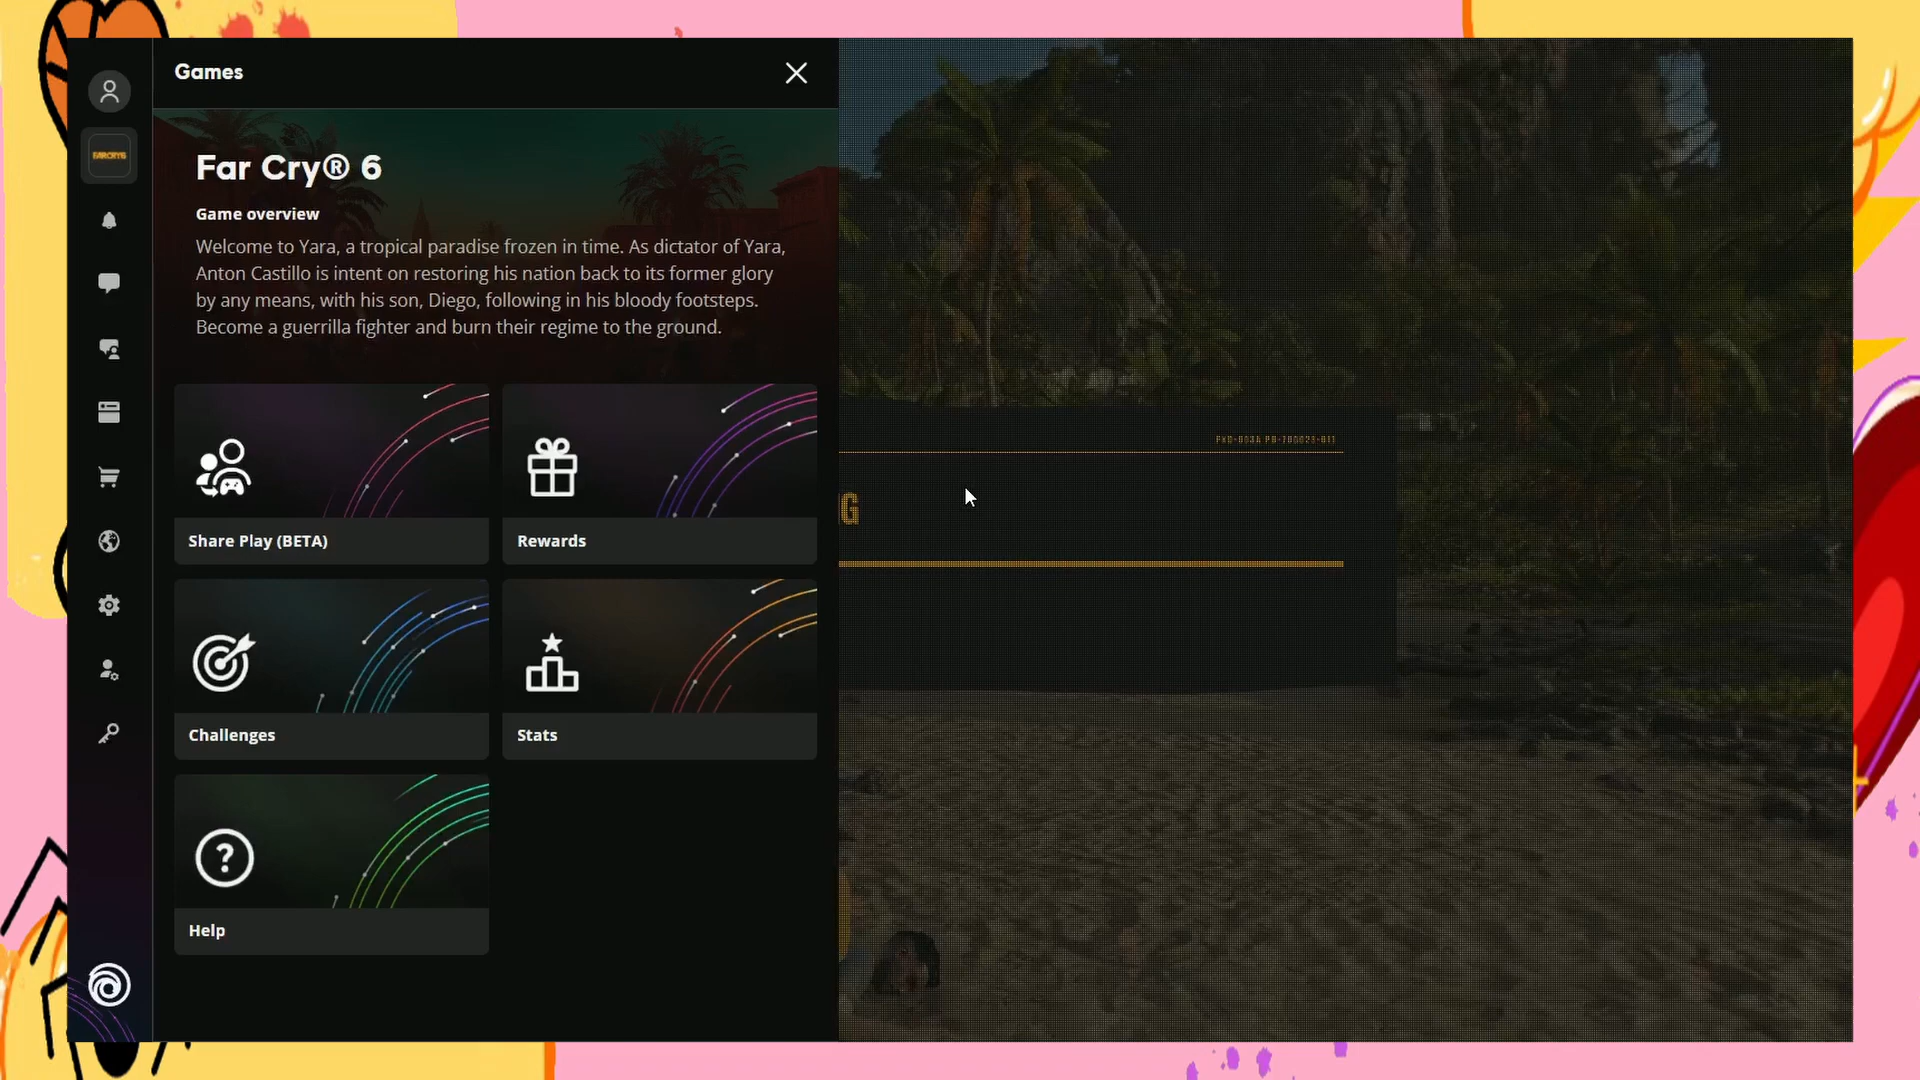 Games
FARCRY6
Far Cry® 6
Game overview
Welcome to Yara, a tropical paradise frozen in time. As dictator of Yara,
Anton Castillo is intent on restoring his nation back to its former glory
by any means, with his son, Diego, following in his bloody footsteps.
Become a guerrilla fighter and burn their regime to the ground.
Share Play (BETA)
Rewards
Challenges
Stats
Help
G